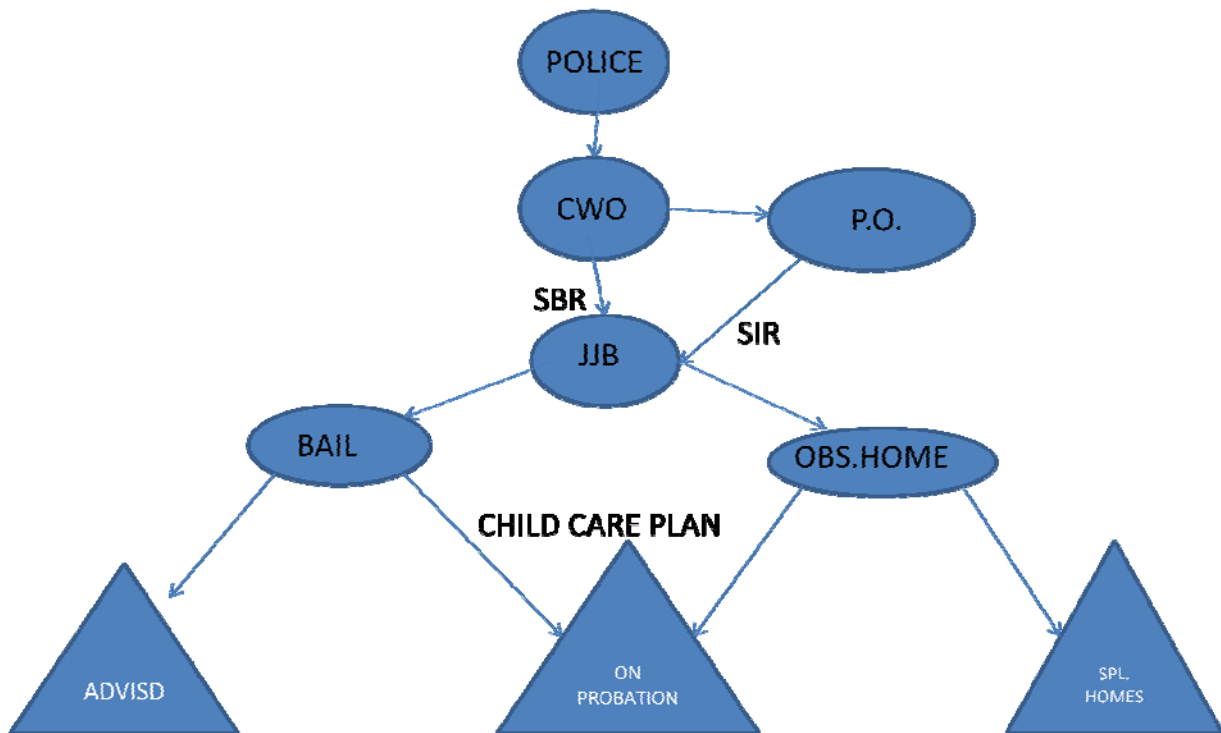 POLICE
CWO
P.O.
SBR
SIR
JJB
BAIL
OBS.HOME
CHILD CARE PLAN
ADVISD
ON
PROBATION
SPL.
HOMES